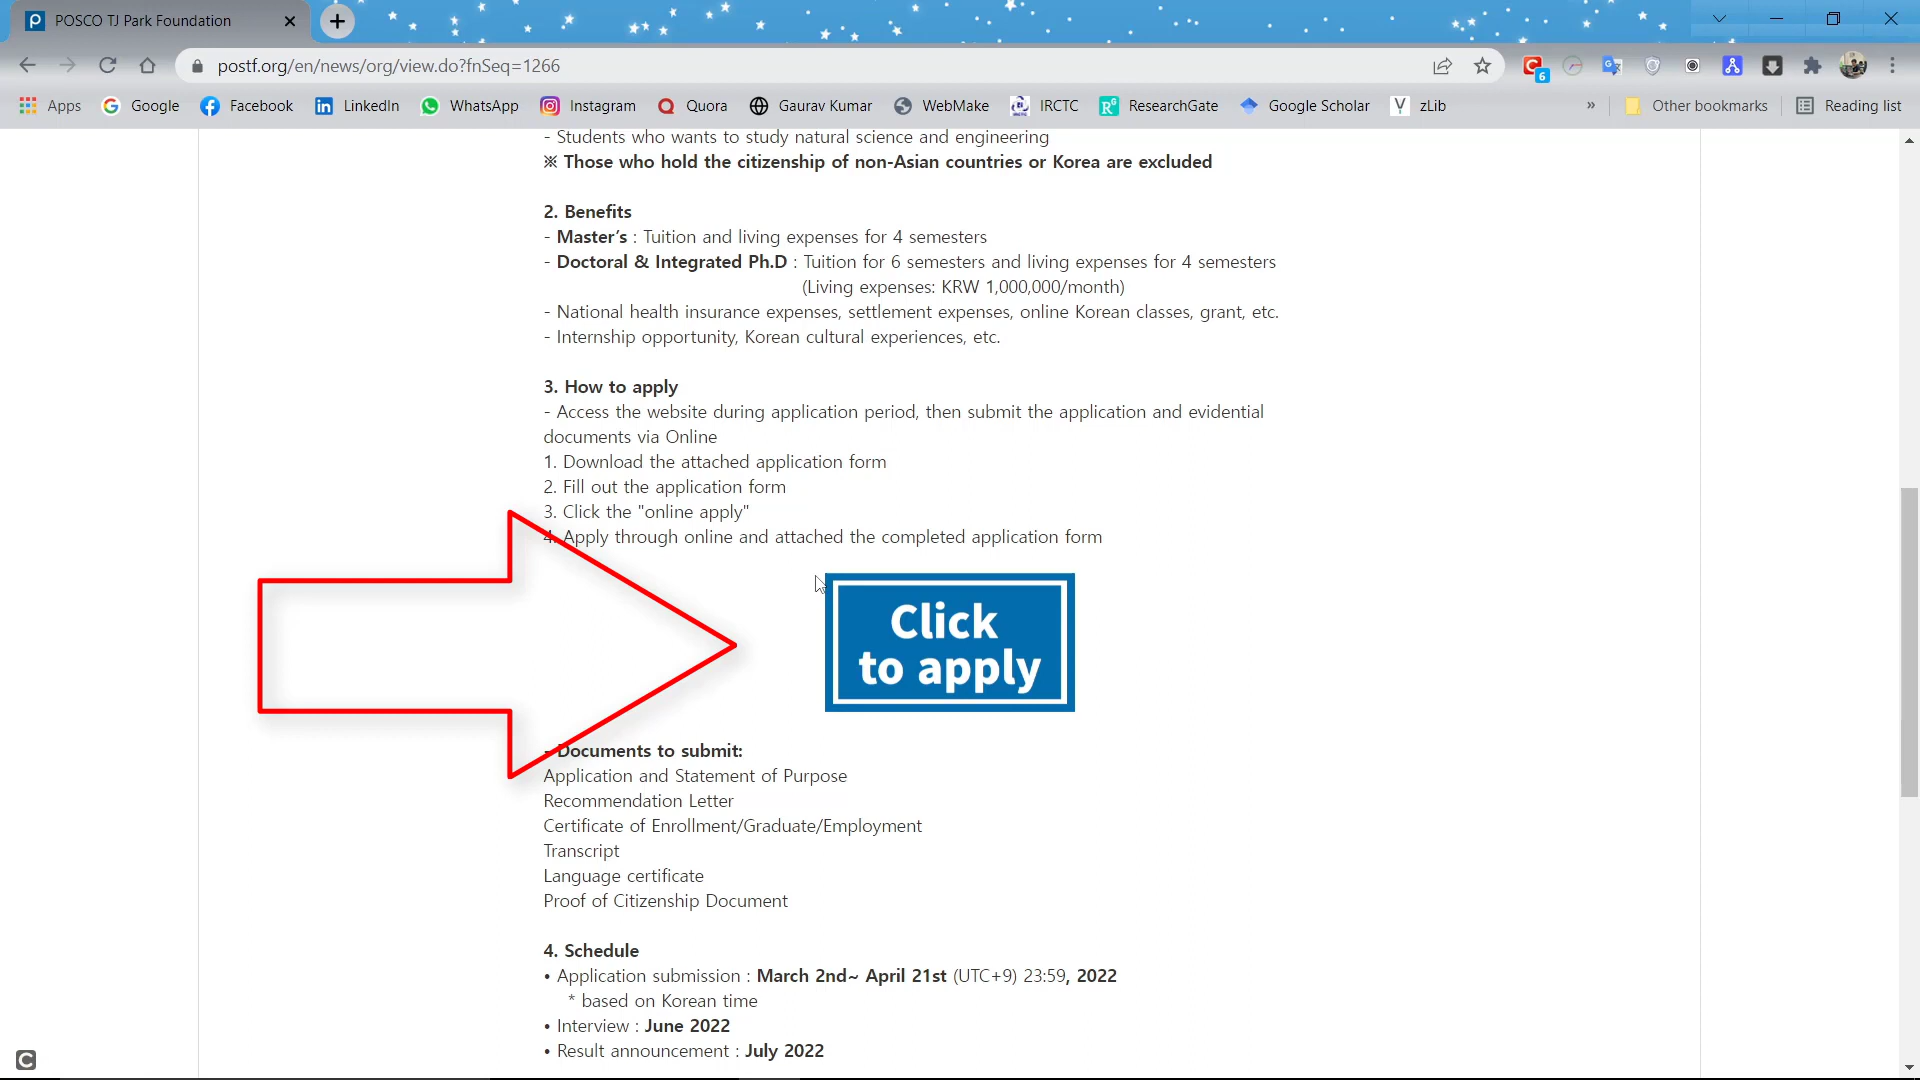 POSCO TJ Park Foundation
postf.org/en/news/org/view.do?fnSeq=1266
6
Apps Google Facebook LinkedIn WhatsApp Instagram Quora Gaurav Kumar WebMake IRCTC ResearchGate Google Scholar zLib » Other bookmarks Reading list
- Students who wants to study natural science and engineering
※ Those who hold the citizenship of non-Asian countries or Korea are excluded
2. Benefits
- Master's : Tuition and living expenses for 4 semesters
- Doctoral & Integrated Ph.D : Tuition for 6 semesters and living expenses for 4 semesters
(Living expenses: KRW 1,000,000/month)
- National health insurance expenses, settlement expenses, online Korean classes, grant, etc.
- Internship opportunity, Korean cultural experiences, etc.
3. How to apply
- Access the website during application period, then submit the application and evidential
documents via Online
1. Download the attached application form
2. Fill out the application form
3. Click the "online apply"
4. Apply through online and attached the completed application form
Click
to apply
- Documents to submit:
Application and Statement of Purpose
Recommendation Letter
Certificate of Enrollment/Graduate/Employment
Transcript
Language certificate
Proof of Citizenship Document
4. Schedule
• Application submission : March 2nd~ April 21st (UTC+9) 23:59, 2022
* based on Korean time
• Interview : June 2022
• Result announcement : July 2022